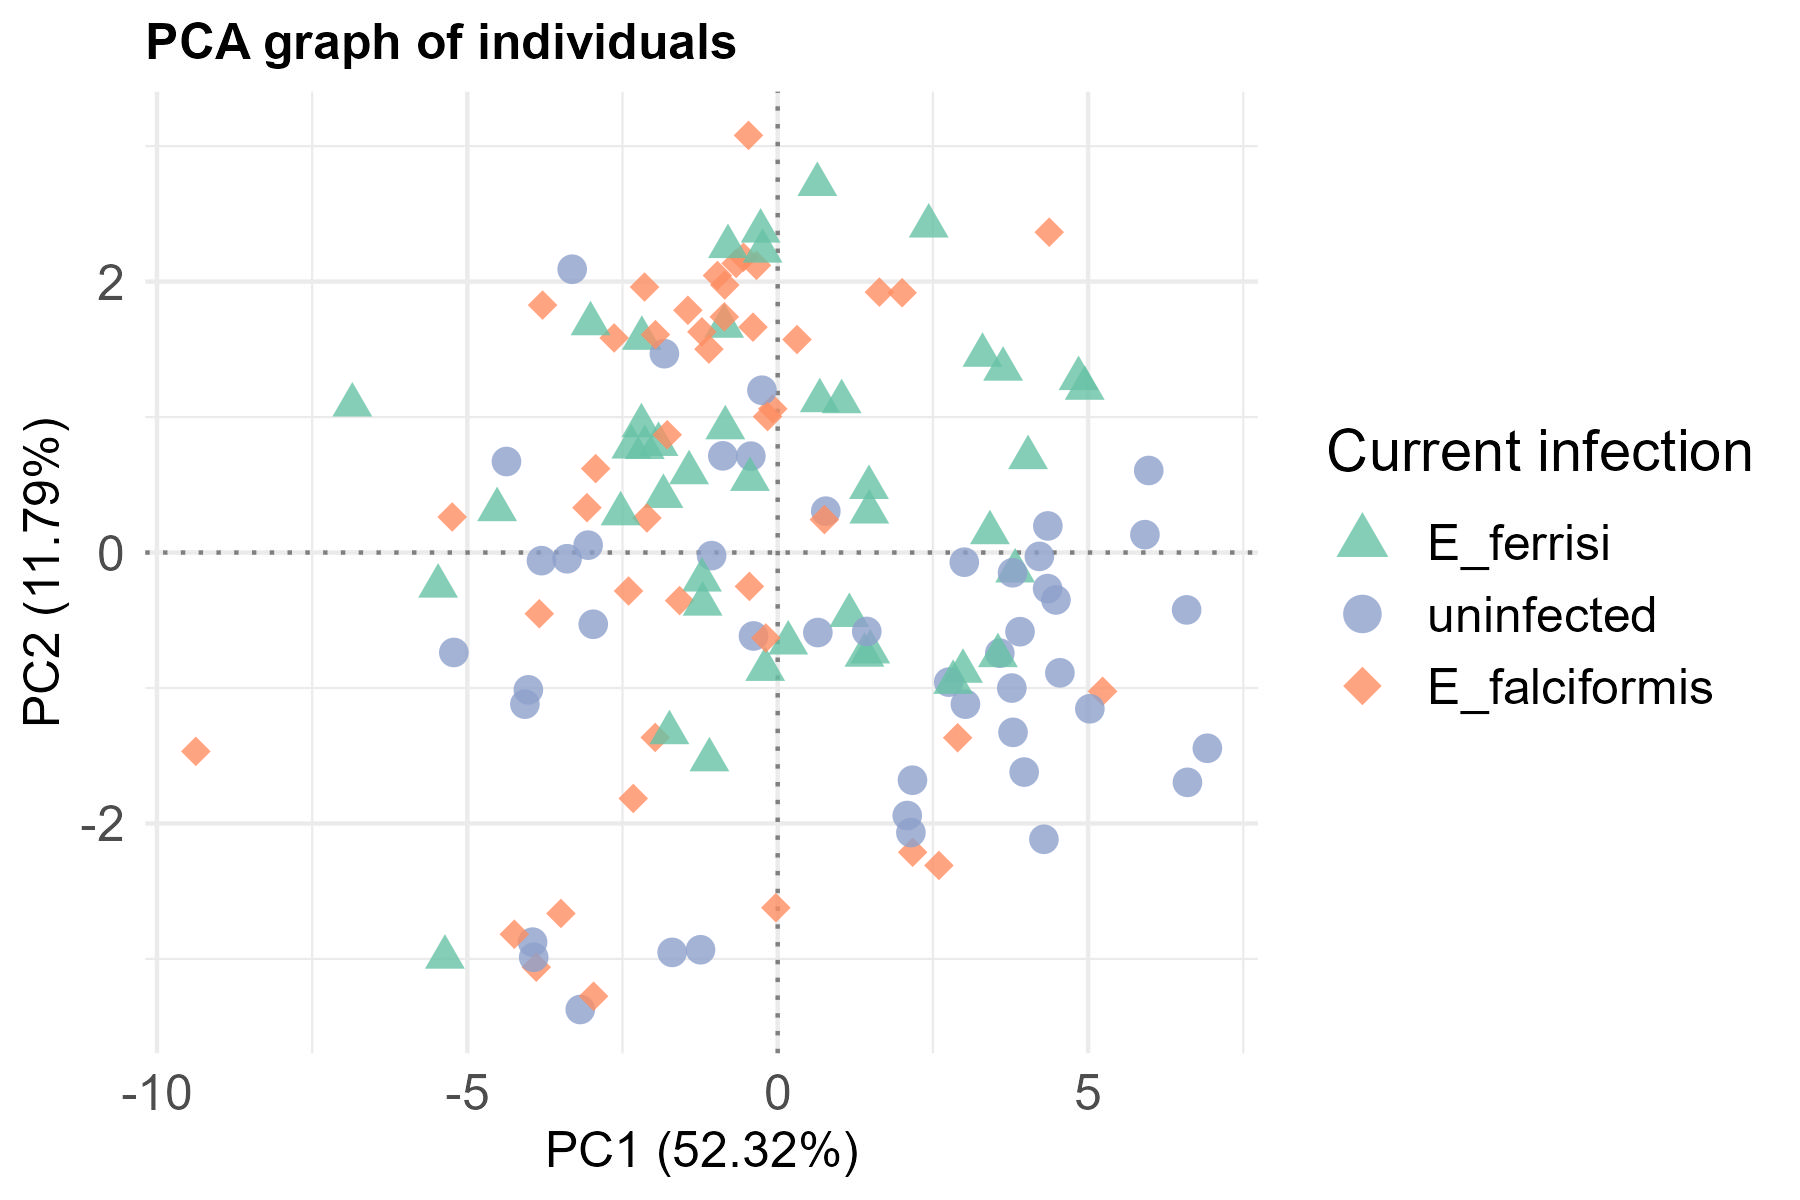 PCA graph of individuals
PC2 (11.79%)
2
0
-2
-10
-5
0
5
PC1 (52.32%)
Current infection
E_ferrisi
uninfected
E_falciformis